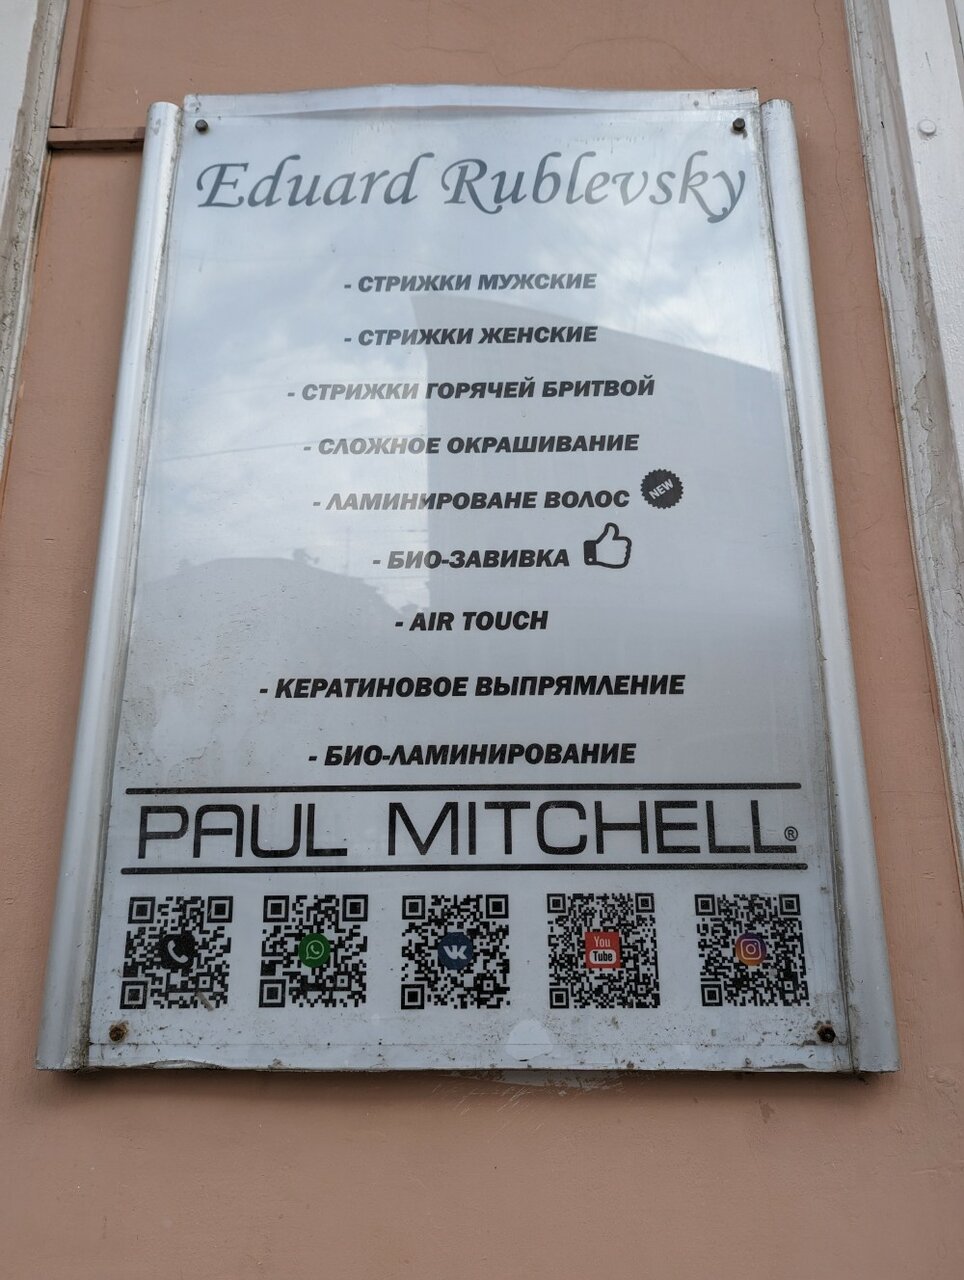 Eduard Rublevsky
- СТРИЖКИ МУЖСКИЕ
- СТРИЖКИ ЖЕНСКИЕ
- СТРИЖКИ ГОРЯЧЕЙ БРИТВОЙ
- СЛОЖНОЕ ОКРАШИВАНИЕ
- ЛАМИНИРОВАНЕ ВОЛОС NEW
- БИО-ЗАВИВКА
- AIR TOUCH
- КЕРАТИНОВОЕ ВЫПРЯМЛЕНИЕ
- БИО-ЛАМИНИРОВАНИЕ
PAUL MITCHELL®
You
Tube